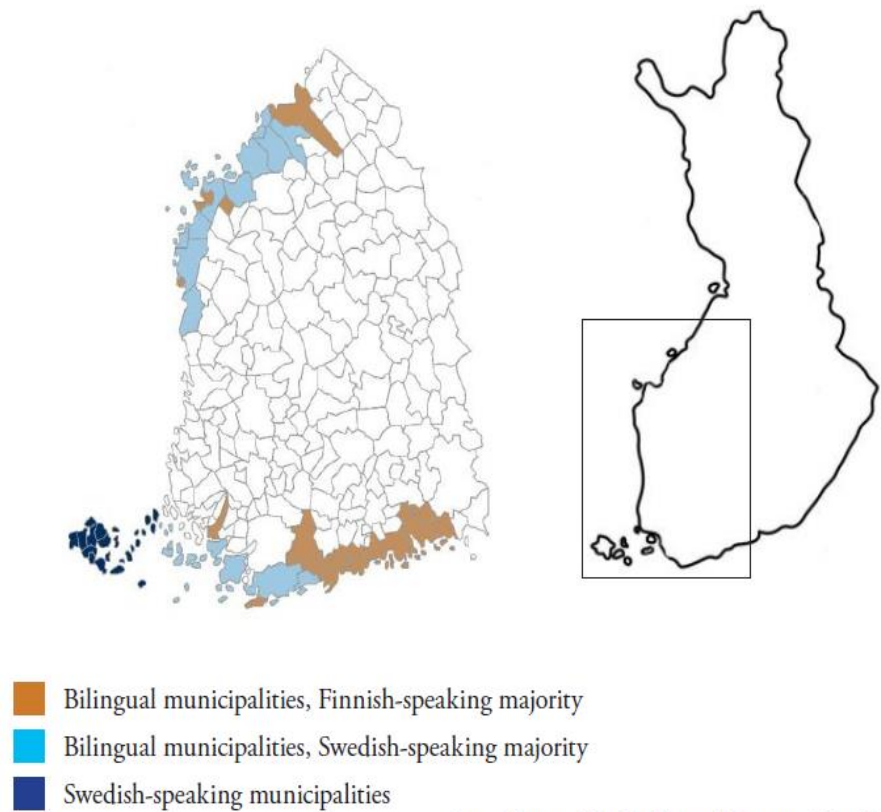 Bilingual municipalities, Finnish-speaking majority
Bilingual municipalities, Swedish-speaking majority
Swedish-speaking municipalities